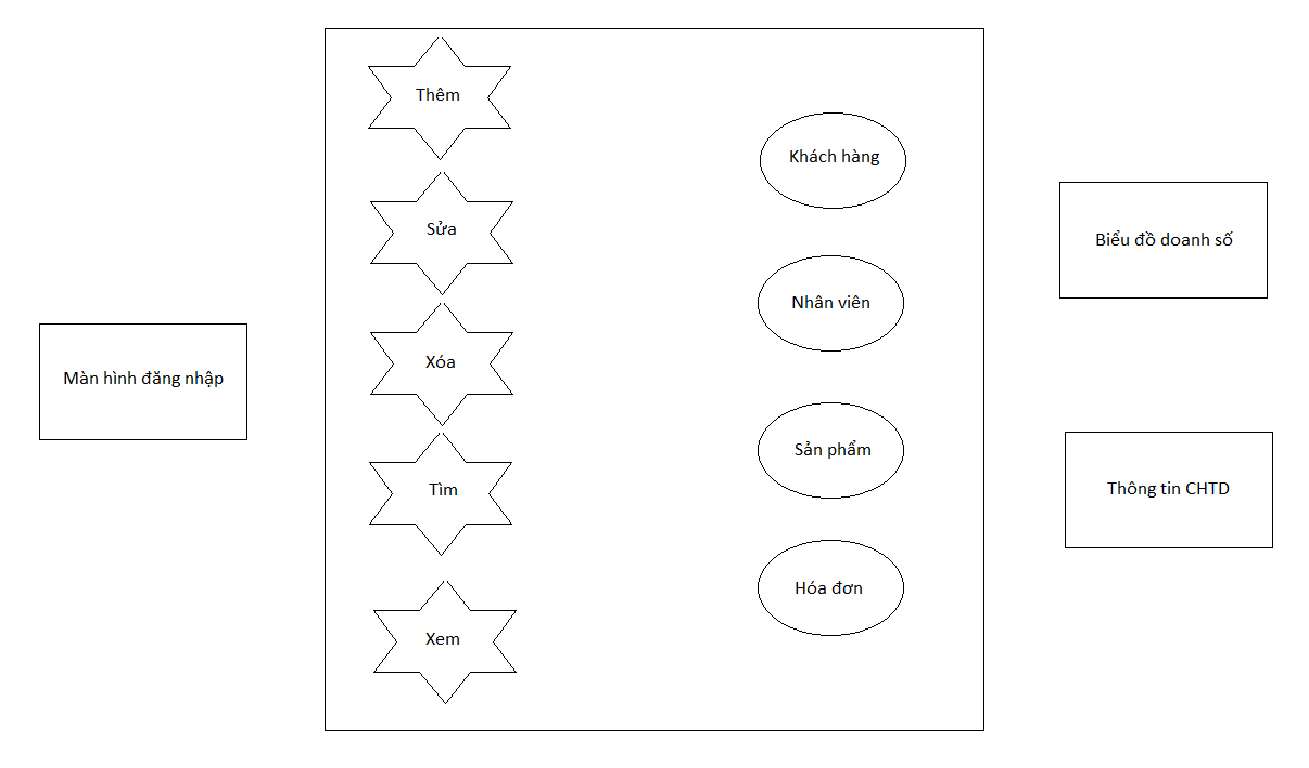 Màn hình đăng nhập
Thêm
Sửa
Xóa
Tìm
Xem
Khách hàng
Nhân viên
Sản phẩm
Hóa đơn
Biểu đồ doanh số
Thông tin CHTD